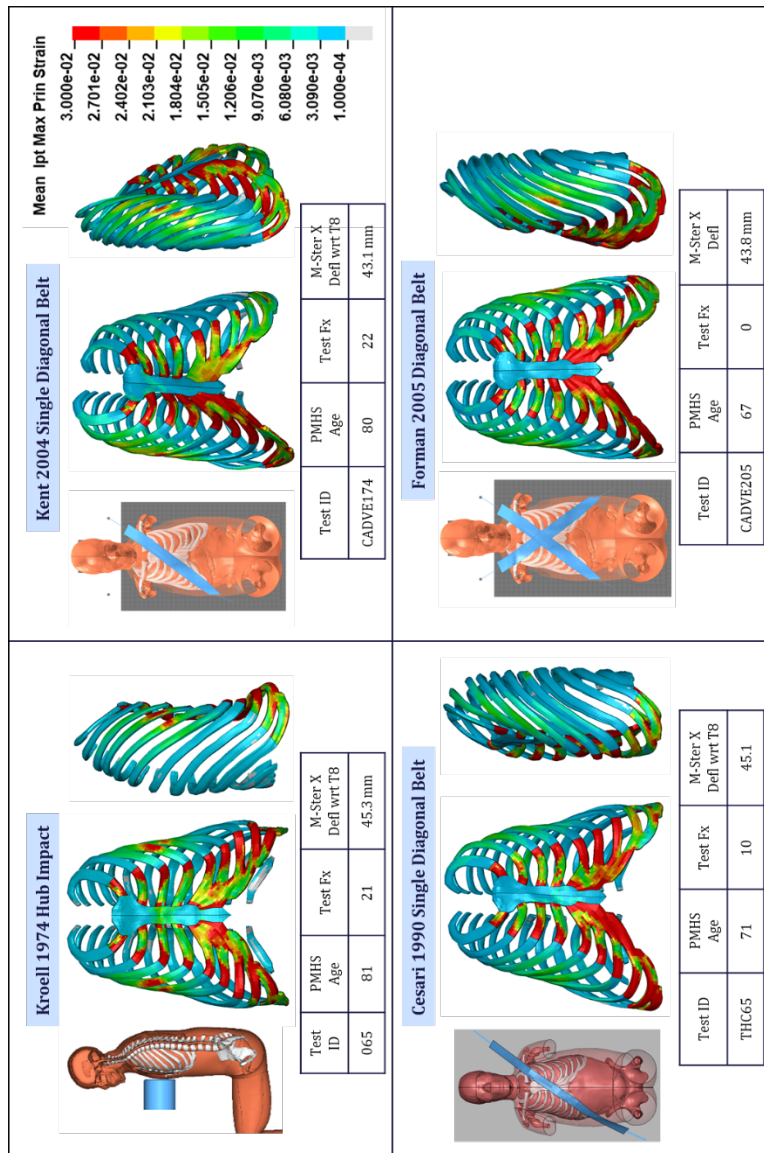 Kroell 1974 Hub Impact
Test ID PMHS Age Test Fx M-Ster X Defl wrt T8
065 81 21 45.3 mm
Kent 2004 Single Diagonal Belt
Mean Ipt Max Prin Strain
3.000e-02
2.701e-02
2.402e-02
2.103e-02
1.804e-02
1.505e-02
1.206e-02
9.070e-03
6.080e-03
3.090e-03
1.000e-04
Test ID PMHS Age Test Fx M-Ster X Defl wrt T8
CADVE174 80 22 43.1 mm
Cesari 1990 Single Diagonal Belt
Test ID PMHS Age Test Fx M-Ster X Defl wrt T8
THC65 71 10 45.1
Forman 2005 Diagonal Belt
Test ID PMHS Age Test Fx M-Ster X Defl
CADVE205 67 0 43.8 mm